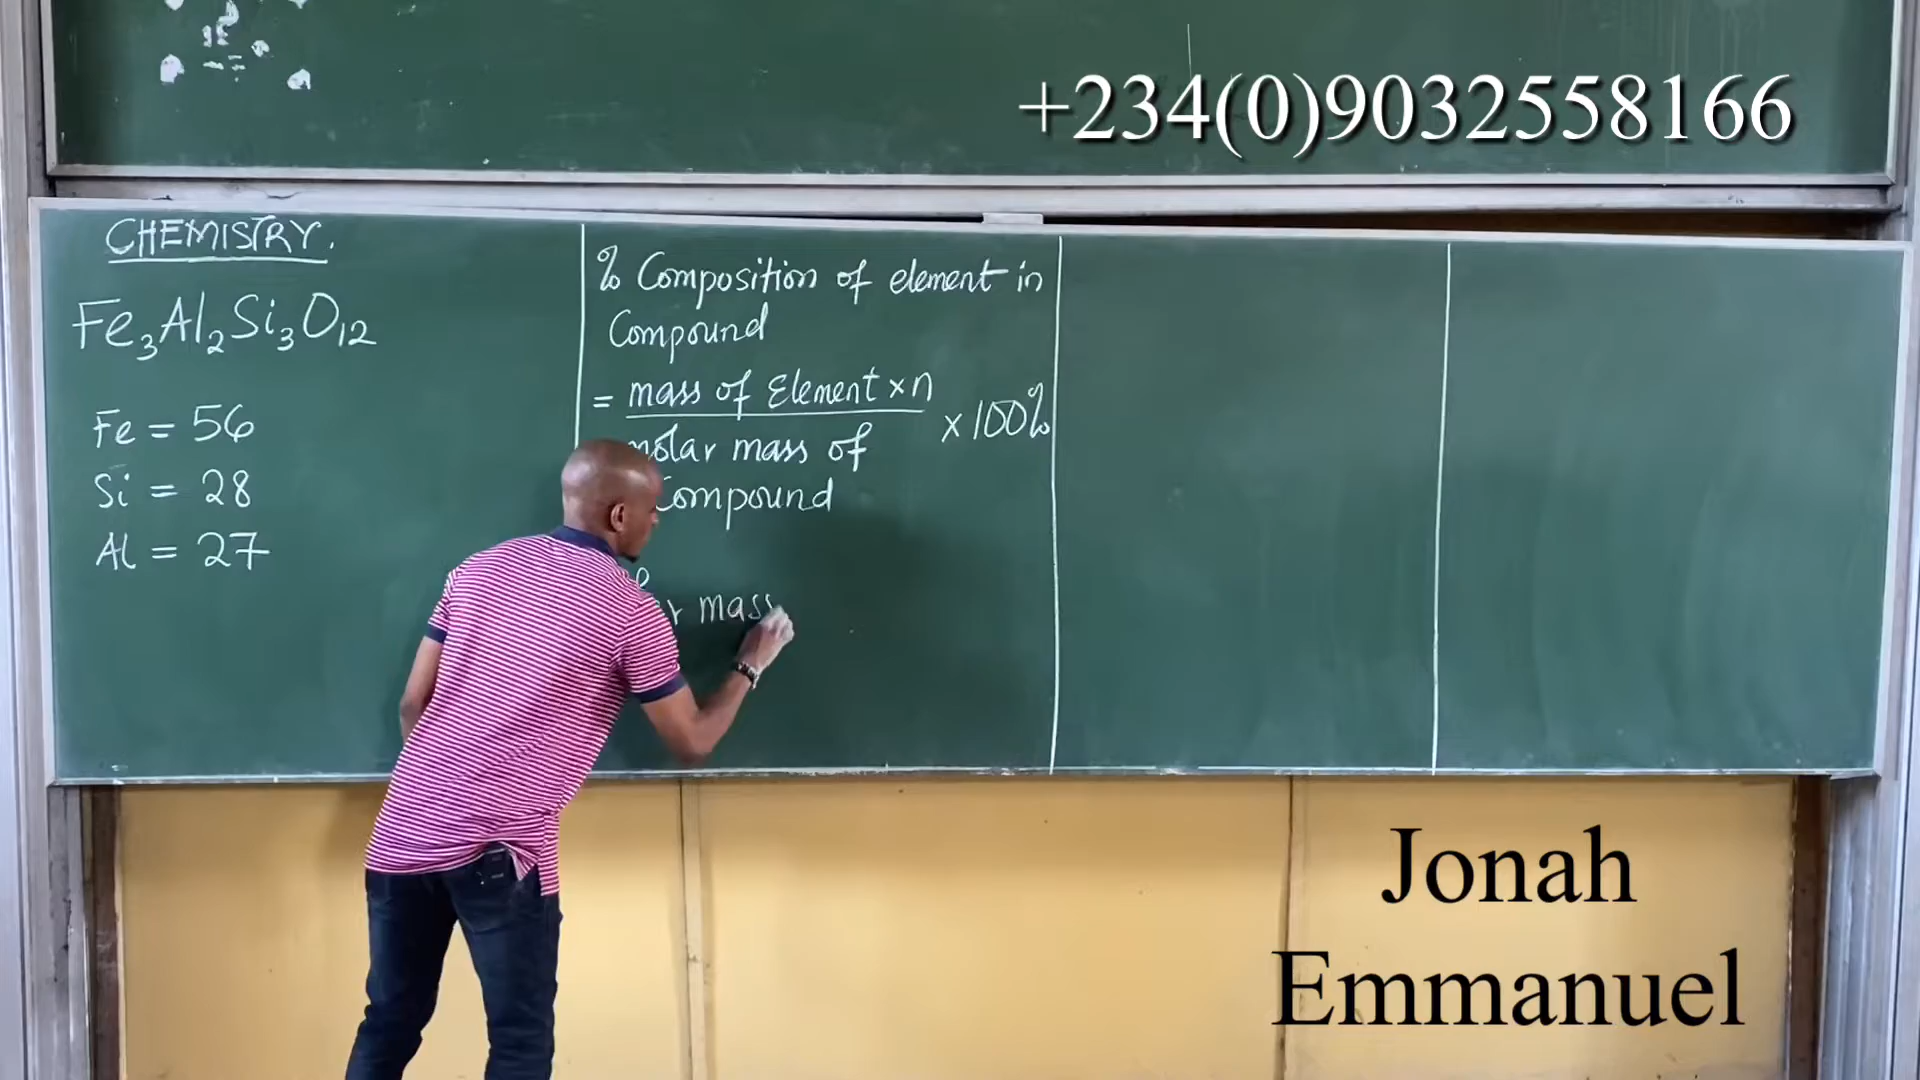 +234(0)9032558166
CHEMISTRY.
Fe₃Al₂Si₃O₁₂
Fe = 56
Si = 28
Al = 27
% Composition of element in
Compound
= mass of Element × n
molar mass of
Compound
× 100%
mass
Jonah
Emmanuel